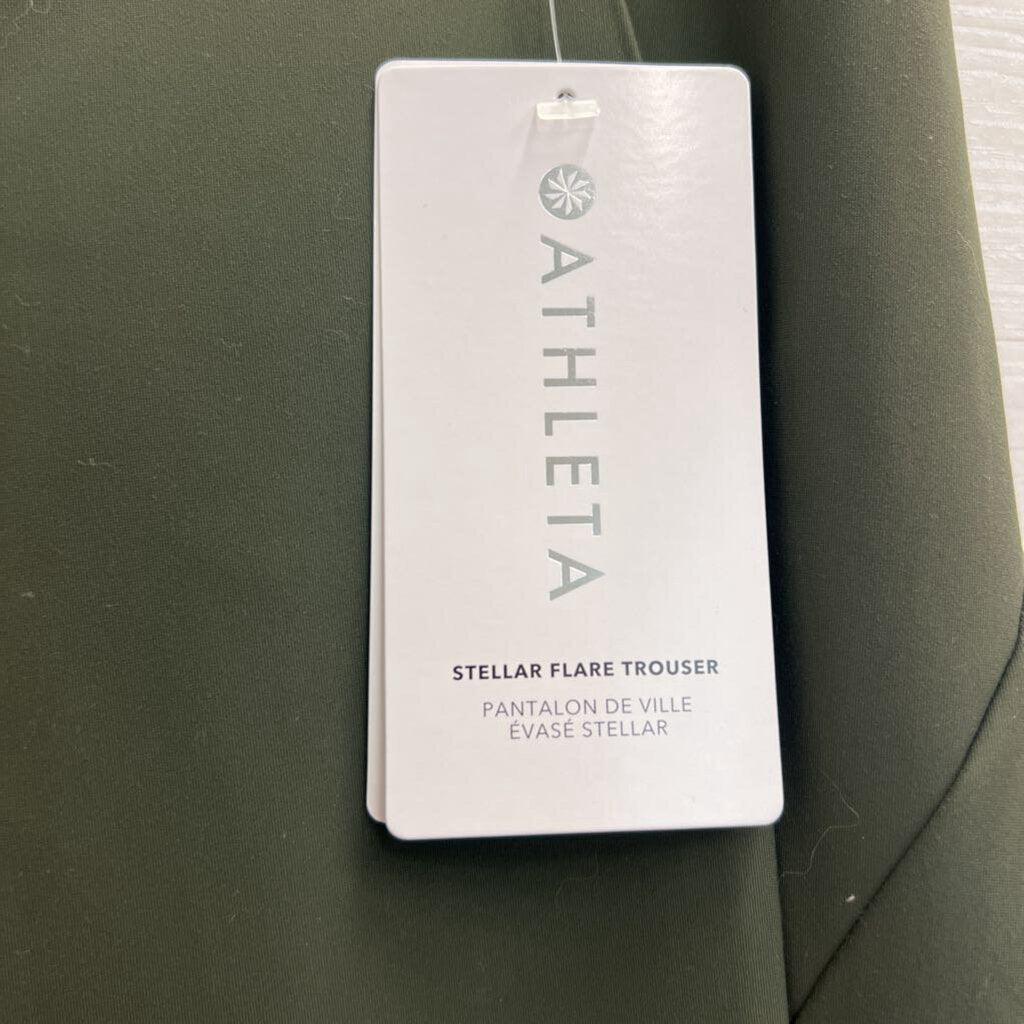 ATHLETA
STELLAR FLARE TROUSER
PANTALON DE VILLE
ÉVASÉ STELLAR